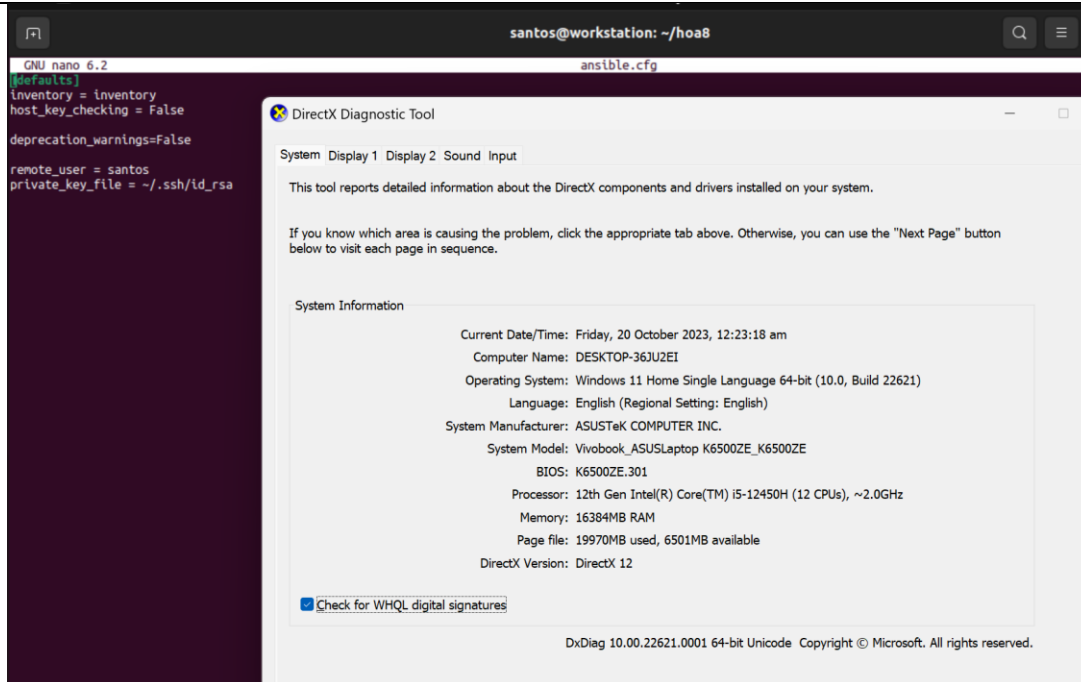 santos@workstation: ~/hoa8
GNU nano 6.2 ansible.cfg
[defaults]
inventory = inventory
host_key_checking = False
deprecation_warnings=False
remote_user = santos
private_key_file = ~/.ssh/id_rsa
DirectX Diagnostic Tool
System Display 1 Display 2 Sound Input
This tool reports detailed information about the DirectX components and drivers installed on your system.
If you know which area is causing the problem, click the appropriate tab above. Otherwise, you can use the "Next Page" button
below to visit each page in sequence.
System Information
Current Date/Time: Friday, 20 October 2023, 12:23:18 am
Computer Name: DESKTOP-36JU2EI
Operating System: Windows 11 Home Single Language 64-bit (10.0, Build 22621)
Language: English (Regional Setting: English)
System Manufacturer: ASUSTeK COMPUTER INC.
System Model: Vivobook_ASUSLaptop K6500ZE_K6500ZE
BIOS: K6500ZE.301
Processor: 12th Gen Intel(R) Core(TM) i5-12450H (12 CPUs), ~2.0GHz
Memory: 16384MB RAM
Page file: 19970MB used, 6501MB available
DirectX Version: DirectX 12
Check for WHQL digital signatures
DxDiag 10.00.22621.0001 64-bit Unicode Copyright © Microsoft. All rights reserved.